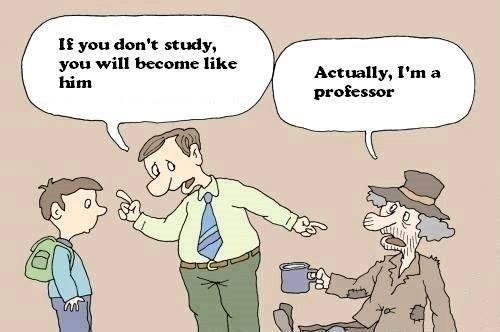 If you don't study,
you will become like
him
Actually, I'm a
professor